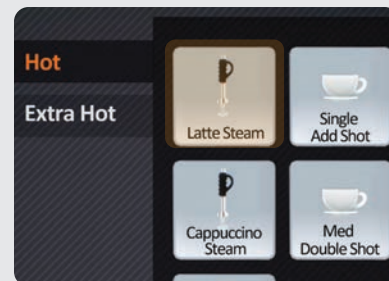 Hot
Extra Hot
Latte Steam
Single
Add Shot
Cappuccino
Steam
Med
Double Shot